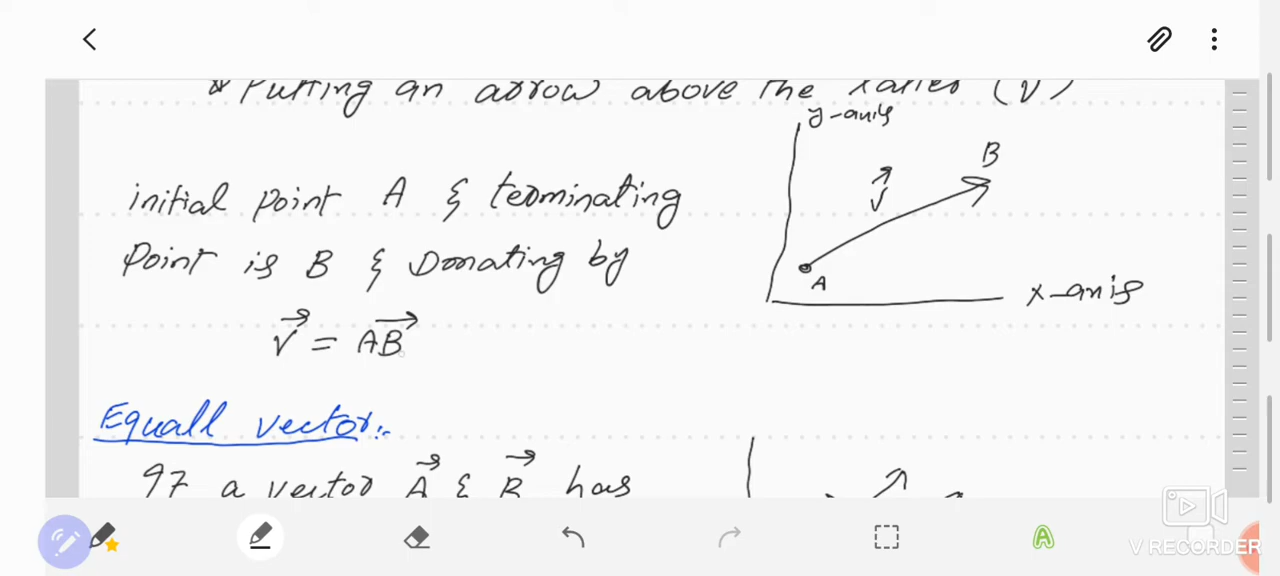 Putting an arrow above the (V)
y-axis
B
V
initial point A & terminating
A
point is B & Donating by
x-axis
V = AB
Equall vector:-
If a vector A & B has
A
V RECORDER